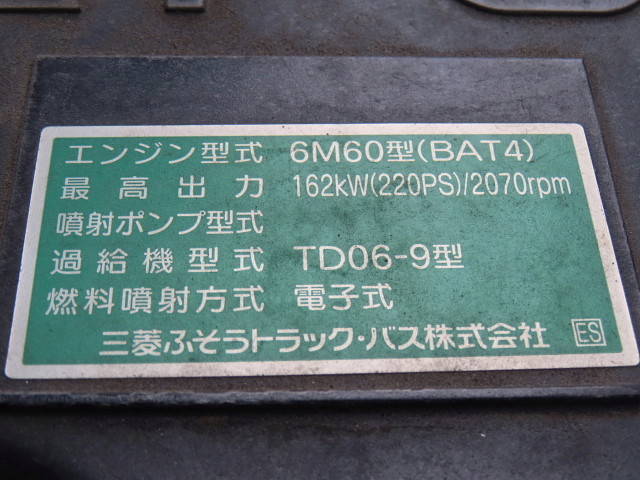 エンジン型式 6M60型(BAT4)
最高出力 162kW(220PS)/2070rpm
噴射ポンプ型式
過給機型式 TD06-9型
燃料噴射方式 電子式
三菱ふそうトラック・バス株式会社 ES